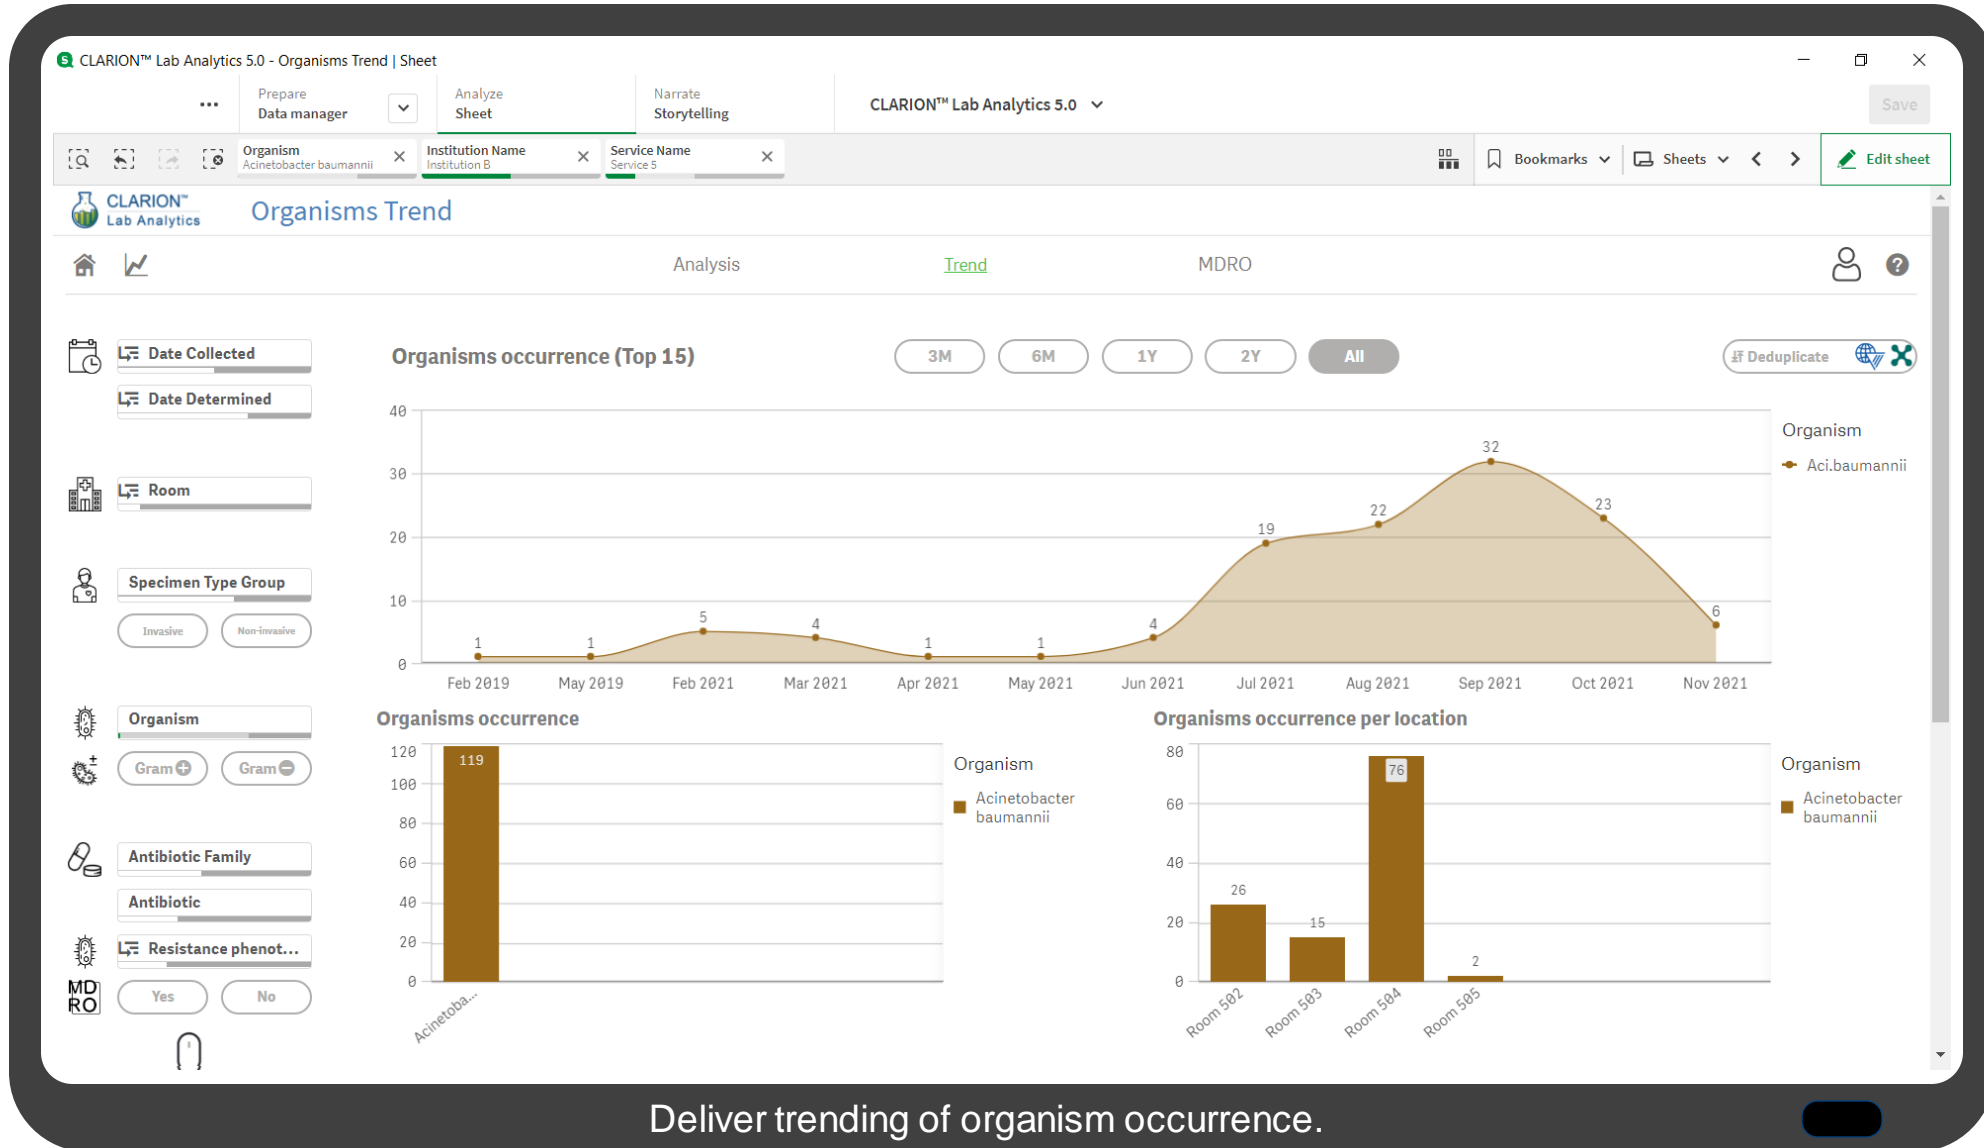 CLARION™ Lab Analytics 5.0 - Organisms Trend | Sheet
Prepare
Data manager
Analyze
Sheet
Narrate
Storytelling
CLARION™ Lab Analytics 5.0
Save
Organism
Acinetobacter baumannii
Institution Name
Institution B
Service Name
Service 5
Bookmarks
Sheets
Edit sheet
CLARION™
Lab Analytics
Organisms Trend
Analysis
Trend
MDRO
Date Collected
Date Determined
Room
Specimen Type Group
Invasive
Non-invasive
Organism
Gram
Gram
Antibiotic Family
Antibiotic
Resistance phenot...
MD
RO
Yes
No
Organisms occurrence (Top 15)
3M
6M
1Y
2Y
All
Deduplicate
40
30
20
10
0
1
1
5
4
1
1
4
19
22
32
23
6
Feb 2019
May 2019
Feb 2021
Mar 2021
Apr 2021
May 2021
Jun 2021
Jul 2021
Aug 2021
Sep 2021
Oct 2021
Nov 2021
Organism
Aci.baumannii
Organisms occurrence
120
100
80
60
40
20
0
119
Acinetoba...
Organism
Acinetobacter
baumannii
Organisms occurrence per location
80
60
40
20
0
26
15
76
2
Room 502
Room 503
Room 504
Room 505
Organism
Acinetobacter
baumannii
Deliver trending of organism occurrence.